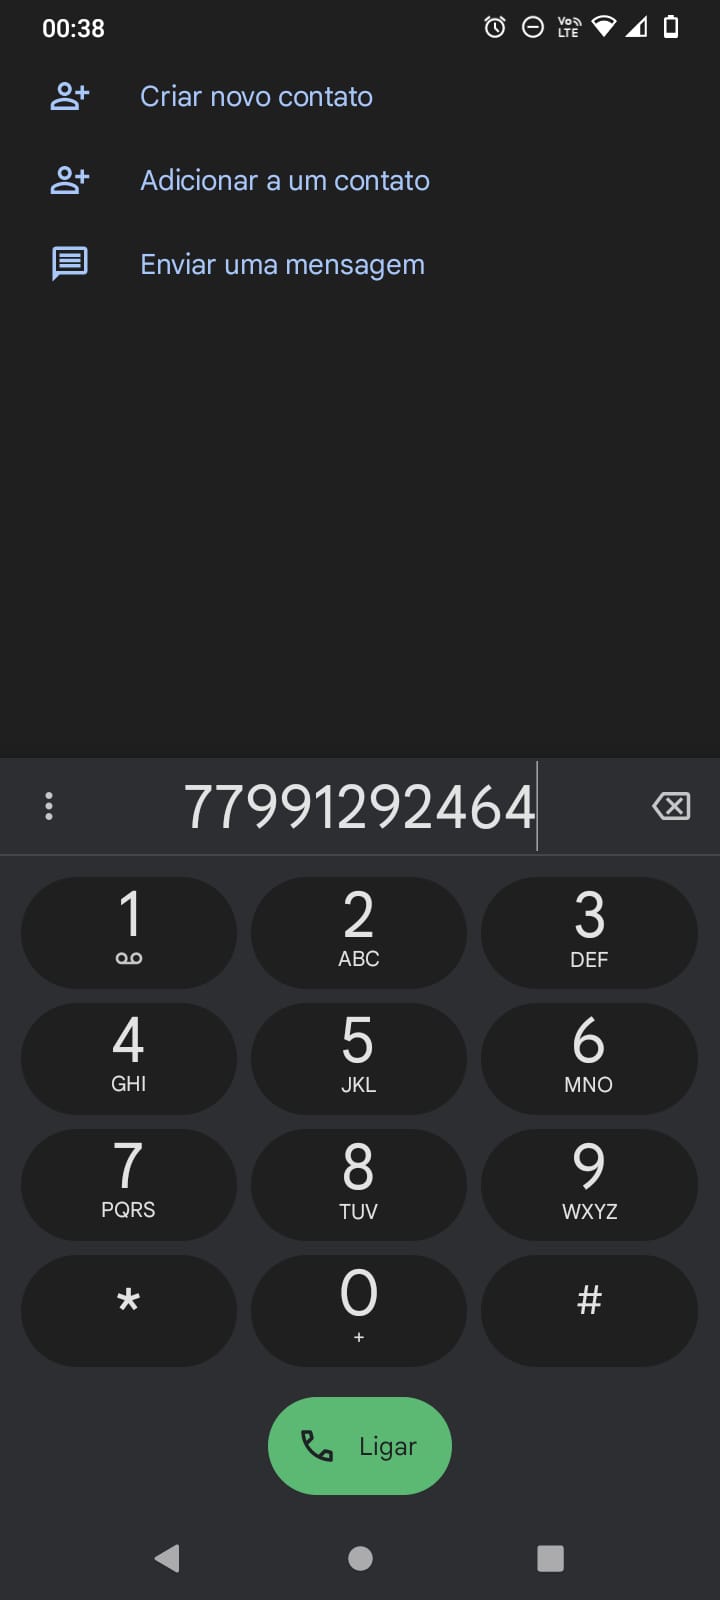 00:38
Vo))
LTE
Criar novo contato
Adicionar a um contato
Enviar uma mensagem
77991292464
1
2
ABC
3
DEF
4
GHI
5
JKL
6
MNO
7
PQRS
8
TUV
9
WXYZ
*
0
+
#
Ligar